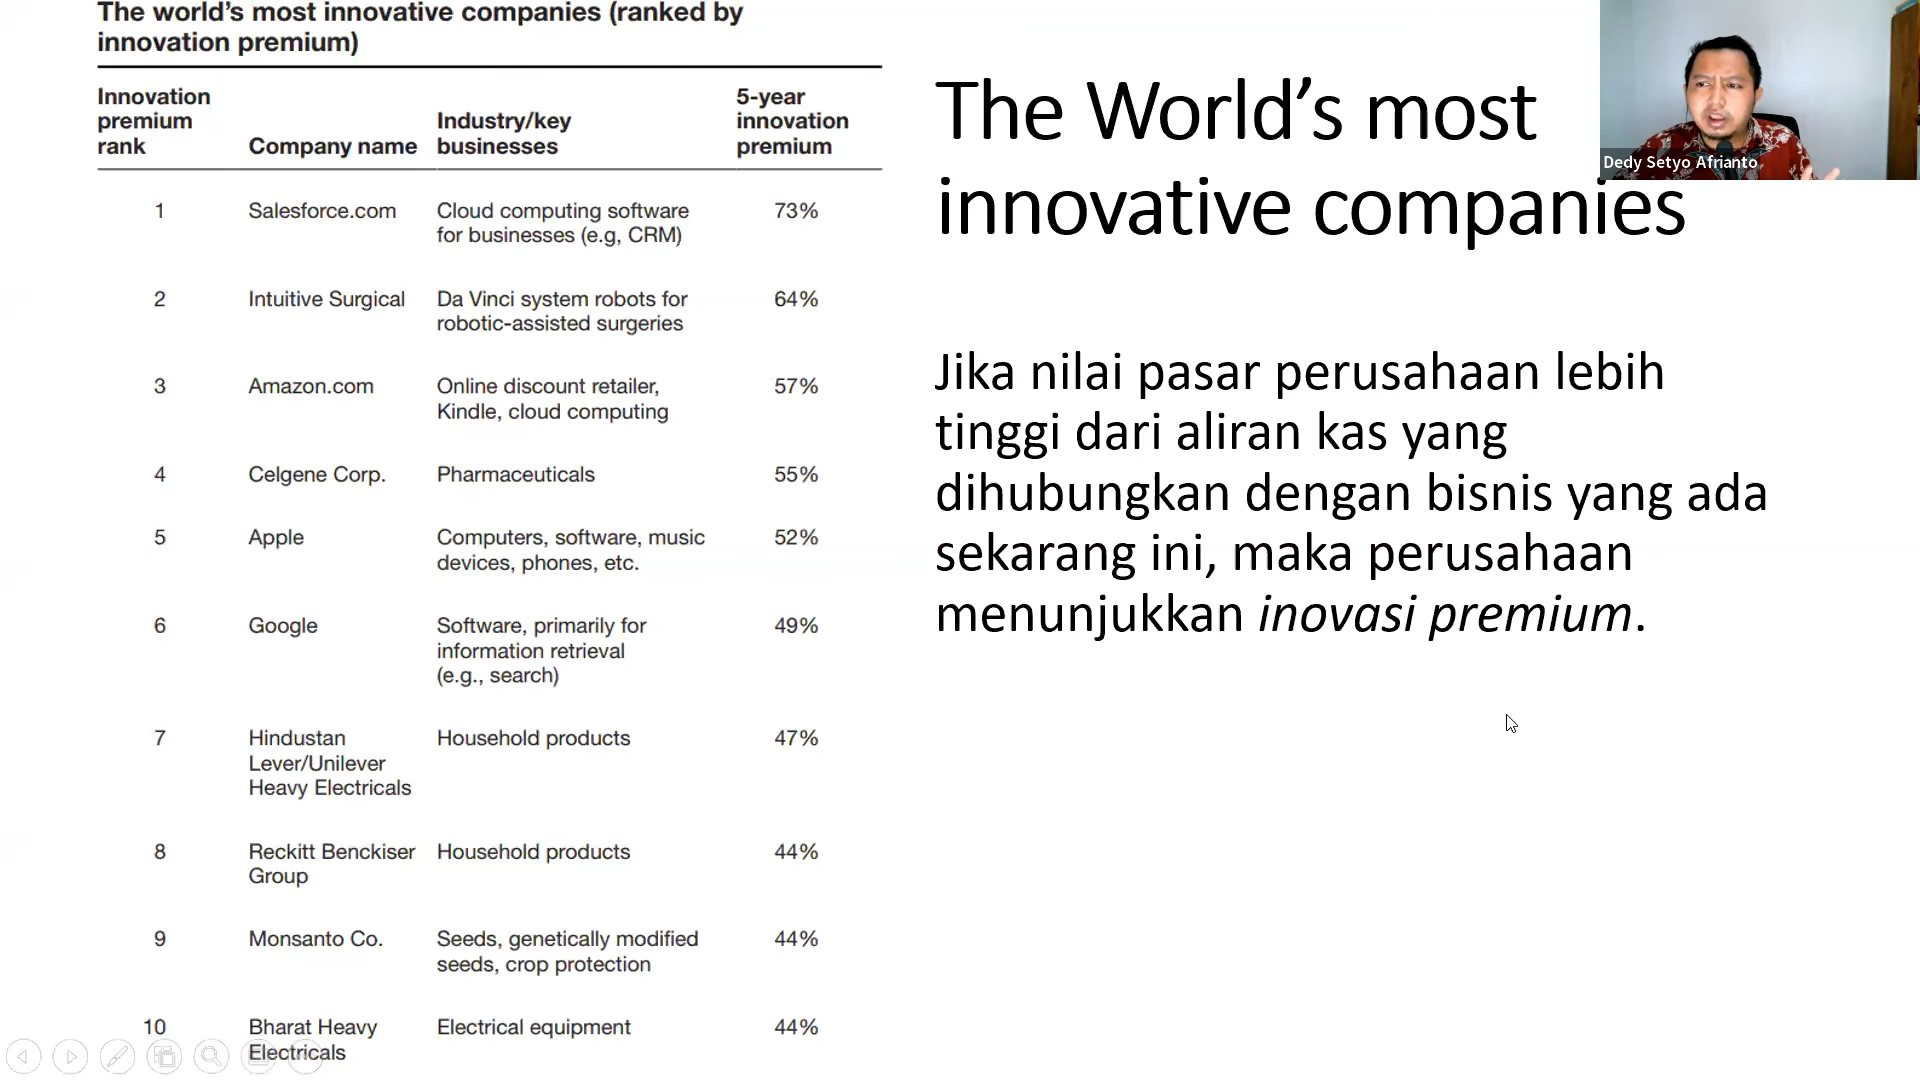 The world's most innovative companies (ranked by
innovation premium)
Innovation
premium
rank
Company name
Industry/key
businesses
5-year
innovation
premium
1
Salesforce.com
Cloud computing software
for businesses (e.g, CRM)
73%
2
Intuitive Surgical
Da Vinci system robots for
robotic-assisted surgeries
64%
3
Amazon.com
Online discount retailer,
Kindle, cloud computing
57%
4
Celgene Corp.
Pharmaceuticals
55%
5
Apple
Computers, software, music
devices, phones, etc.
52%
6
Google
Software, primarily for
information retrieval
(e.g., search)
49%
7
Hindustan
Lever/Unilever
Heavy Electricals
Household products
47%
8
Reckitt Benckiser
Group
Household products
44%
9
Monsanto Co.
Seeds, genetically modified
seeds, crop protection
44%
10
Bharat Heavy
Electricals
Electrical equipment
44%
The World’s most
innovative companies
Jika nilai pasar perusahaan lebih
tinggi dari aliran kas yang
dihubungkan dengan bisnis yang ada
sekarang ini, maka perusahaan
menunjukkan inovasi premium.
Dedy Setyo Afrianto